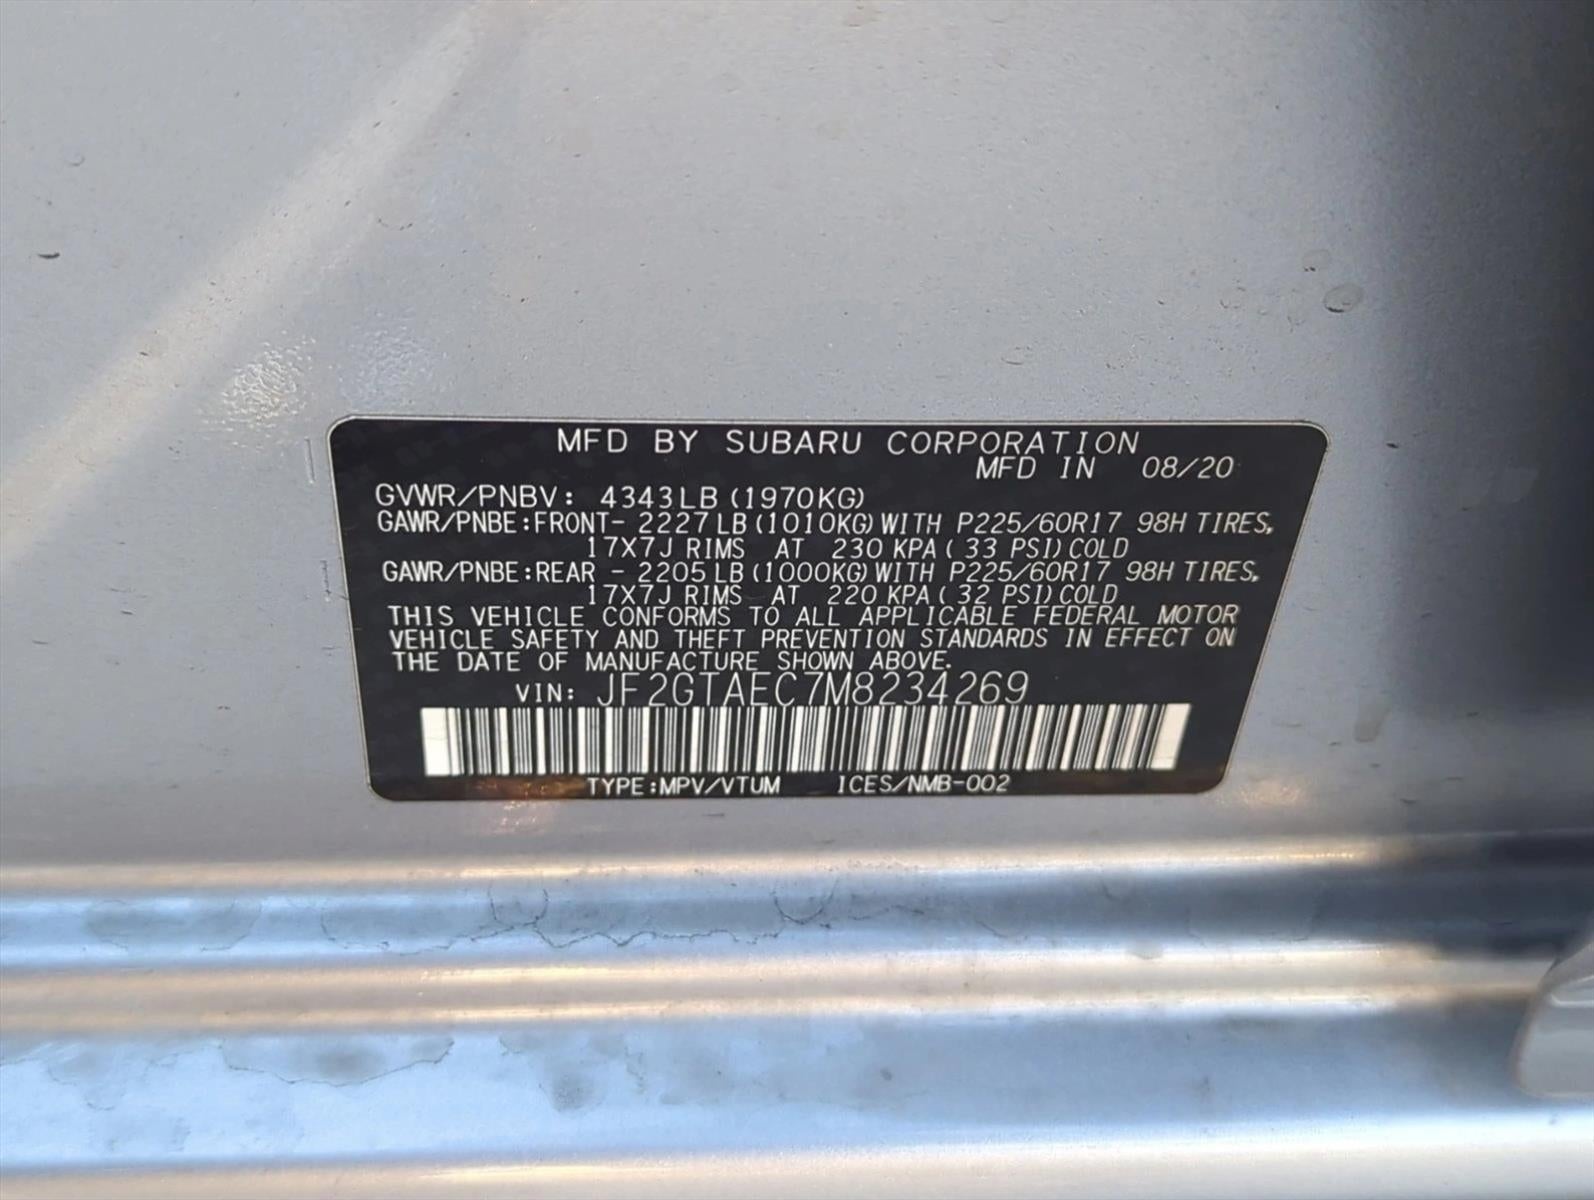 MFD BY SUBARU CORPORATION
MFD IN 08/20
GVWR/PNBV: 4343LB (1970KG)
GAWR/PNBE:FRONT- 2227LB(1010KG)WITH P225/60R17 98H TIRES,
17X7J RIMS AT 230 KPA( 33 PSI)COLD
GAWR/PNBE:REAR - 2205LB(1000KG)WITH P225/60R17 98H TIRES,
17X7J RIMS AT 220 KPA( 32 PSI)COLD
THIS VEHICLE CONFORMS TO ALL APPLICABLE FEDERAL MOTOR
VEHICLE SAFETY AND THEFT PREVENTION STANDARDS IN EFFECT ON
THE DATE OF MANUFACTURE SHOWN ABOVE.
VIN: JF2GTAEC7M8234269
TYPE:MPV/VTUM ICES/NMB-002